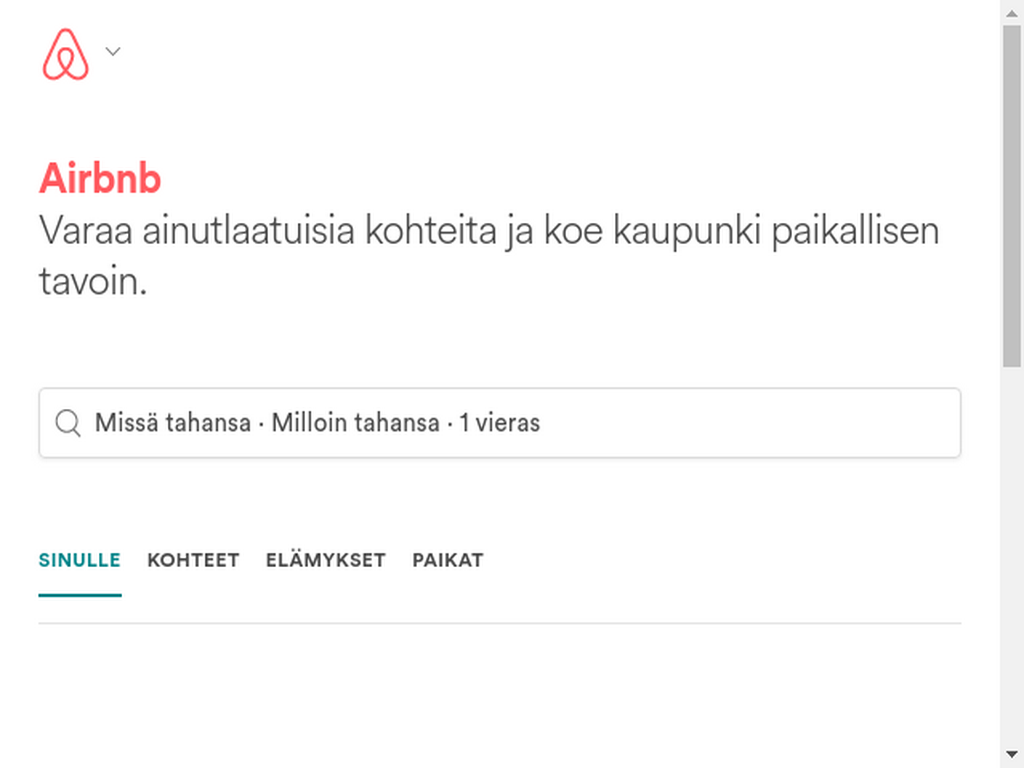 Airbnb
Varaa ainutlaatuisia kohteita ja koe kaupunki paikallisen
tavoin.
Missä tahansa · Milloin tahansa · 1 vieras
SINULLE KOHTEET ELÄMYKSET PAIKAT